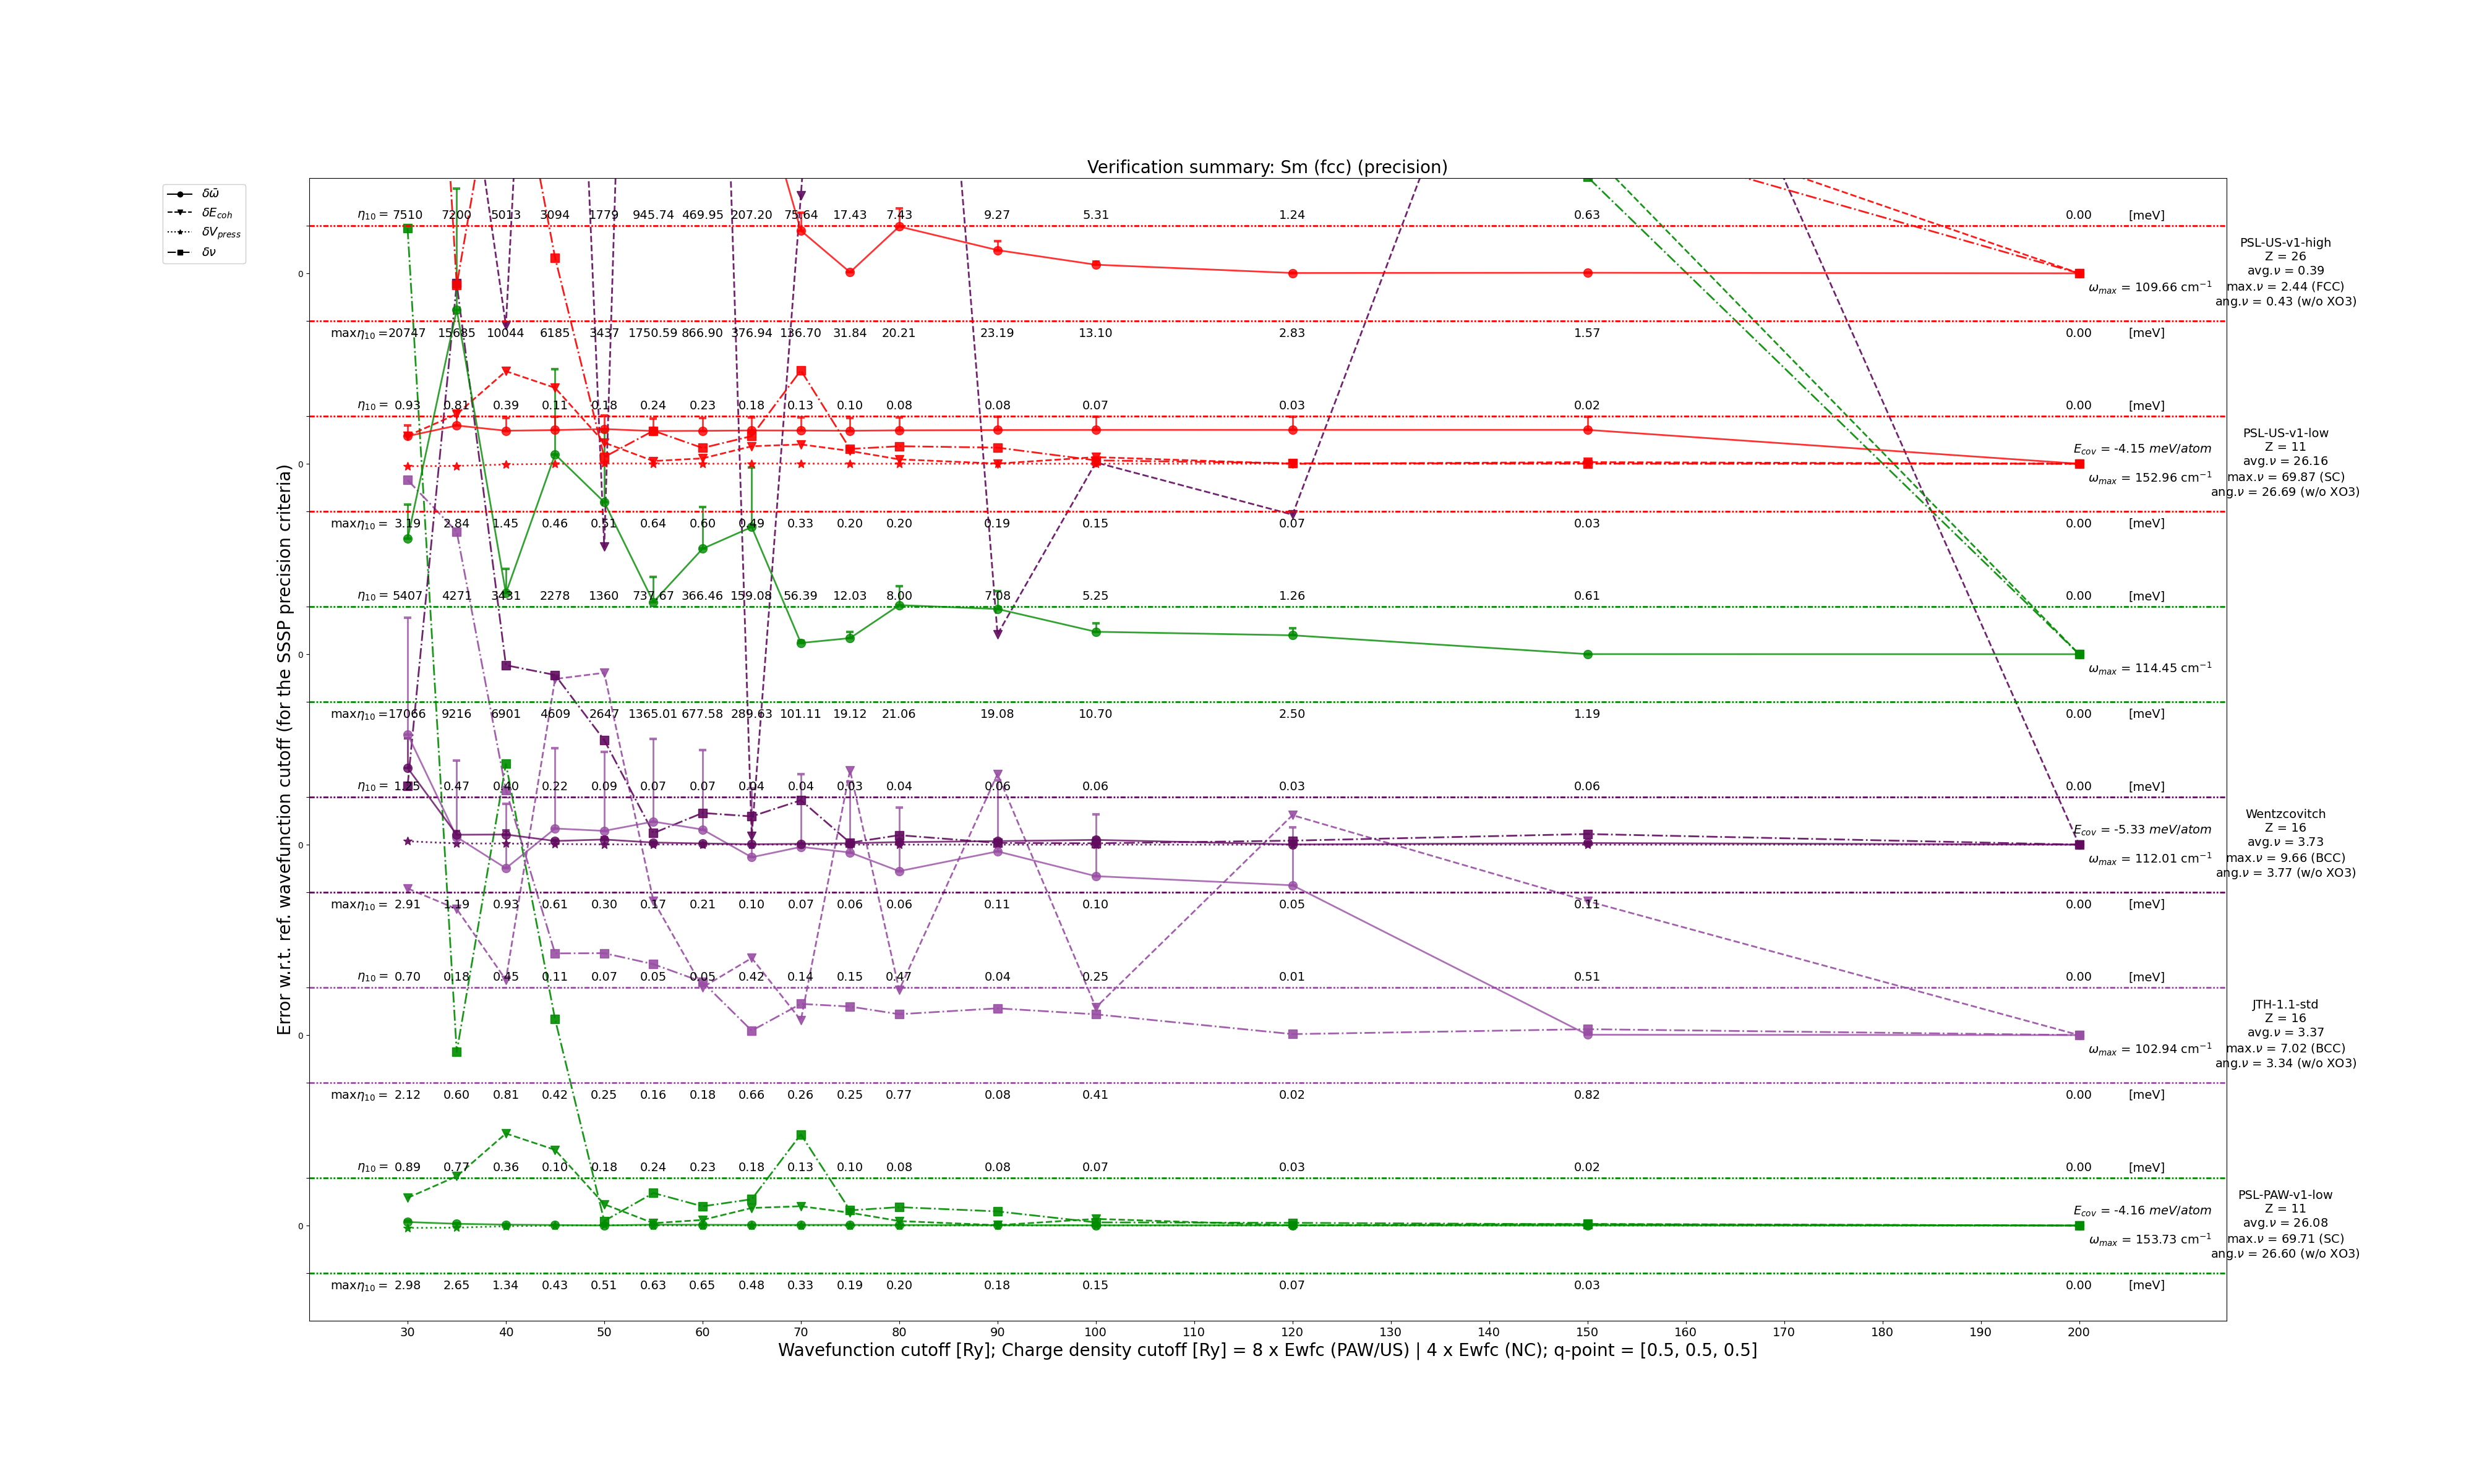 Verification summary: Sm (fcc) (precision)
δω̄
δE_coh
δV_press
δν
η₁₀ = 7510 7200 5013 3094 1779 945.74 469.95 207.20 75.64 17.43 7.43 9.27 5.31 1.24 0.63 0.00 [meV]
PSL-US-v1-high
Z = 26
avg.ν = 0.39
0
ω_max = 109.66 cm⁻¹
max.ν = 2.44 (FCC)
ang.ν = 0.43 (w/o XO3)
maxη₁₀ = 20747 15685 10044 6185 3437 1750.59 866.90 376.94 136.70 31.84 20.21 23.19 13.10 2.83 1.57 0.00 [meV]
η₁₀ = 0.93 0.81 0.39 0.11 0.18 0.24 0.23 0.18 0.13 0.10 0.08 0.08 0.07 0.03 0.02 0.00 [meV]
PSL-US-v1-low
E_cov = -4.15 meV/atom
Z = 11
avg.ν = 26.16
0
ω_max = 152.96 cm⁻¹
max.ν = 69.87 (SC)
ang.ν = 26.69 (w/o XO3)
maxη₁₀ = 3.19 2.84 1.45 0.46 0.51 0.64 0.60 0.49 0.33 0.20 0.20 0.19 0.15 0.07 0.03 0.00 [meV]
η₁₀ = 5407 4271 3431 2278 1360 737.67 366.46 159.08 56.39 12.03 8.00 7.08 5.25 1.26 0.61 0.00 [meV]
0
ω_max = 114.45 cm⁻¹
maxη₁₀ = 17066 9216 6901 4609 2647 1365.01 677.58 289.63 101.11 19.12 21.06 19.08 10.70 2.50 1.19 0.00 [meV]
η₁₀ = 1.25 0.47 0.40 0.22 0.09 0.07 0.07 0.04 0.04 0.03 0.04 0.06 0.06 0.03 0.06 0.00 [meV]
Wentzcovitch
E_cov = -5.33 meV/atom
Z = 16
avg.ν = 3.73
0
ω_max = 112.01 cm⁻¹
max.ν = 9.66 (BCC)
ang.ν = 3.77 (w/o XO3)
maxη₁₀ = 2.91 1.19 0.93 0.61 0.30 0.17 0.21 0.10 0.07 0.06 0.06 0.11 0.10 0.05 0.11 0.00 [meV]
η₁₀ = 0.70 0.18 0.45 0.11 0.07 0.05 0.05 0.42 0.14 0.15 0.47 0.04 0.25 0.01 0.51 0.00 [meV]
JTH-1.1-std
Z = 16
avg.ν = 3.37
0
ω_max = 102.94 cm⁻¹
max.ν = 7.02 (BCC)
ang.ν = 3.34 (w/o XO3)
maxη₁₀ = 2.12 0.60 0.81 0.42 0.25 0.16 0.18 0.66 0.26 0.25 0.77 0.08 0.41 0.02 0.82 0.00 [meV]
η₁₀ = 0.89 0.77 0.36 0.10 0.18 0.24 0.23 0.18 0.13 0.10 0.08 0.08 0.07 0.03 0.02 0.00 [meV]
PSL-PAW-v1-low
E_cov = -4.16 meV/atom
Z = 11
avg.ν = 26.08
0
ω_max = 153.73 cm⁻¹
max.ν = 69.71 (SC)
ang.ν = 26.60 (w/o XO3)
maxη₁₀ = 2.98 2.65 1.34 0.43 0.51 0.63 0.65 0.48 0.33 0.19 0.20 0.18 0.15 0.07 0.03 0.00 [meV]
30 40 50 60 70 80 90 100 110 120 130 140 150 160 170 180 190 200
Wavefunction cutoff [Ry]; Charge density cutoff [Ry] = 8 x Ewfc (PAW/US) | 4 x Ewfc (NC); q-point = [0.5, 0.5, 0.5]
Error w.r.t. ref. wavefunction cutoff (for the SSSP precision criteria)